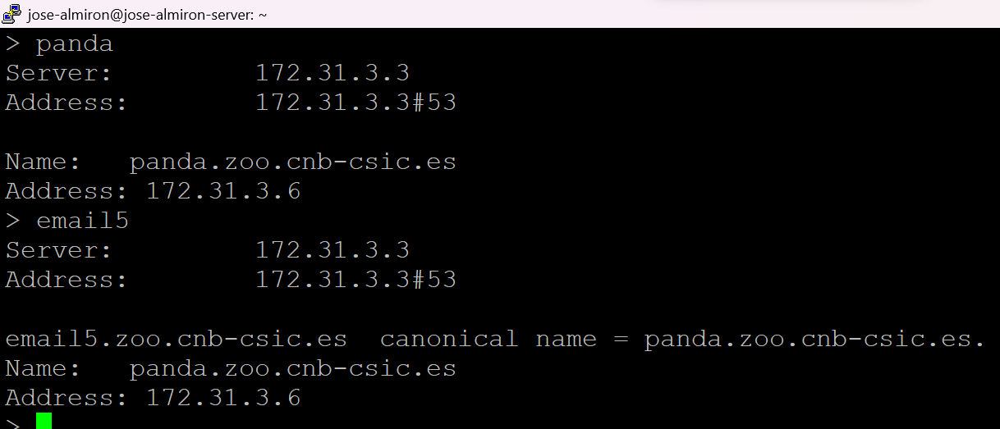 jose-almiron@jose-almiron-server: ~
> panda
Server: 172.31.3.3
Address: 172.31.3.3#53
Name: panda.zoo.cnb-csic.es
Address: 172.31.3.6
> email5
Server: 172.31.3.3
Address: 172.31.3.3#53
email5.zoo.cnb-csic.es canonical name = panda.zoo.cnb-csic.es.
Name: panda.zoo.cnb-csic.es
Address: 172.31.3.6
>